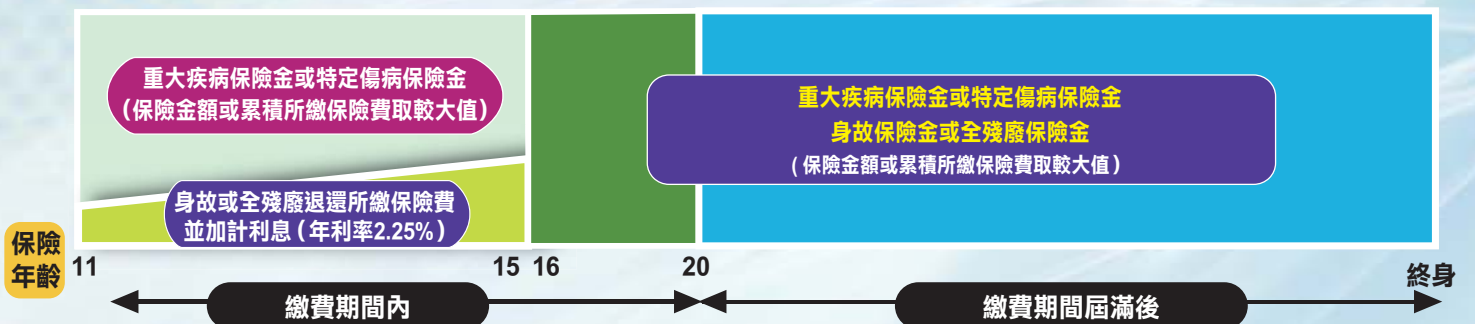 重大疾病保險金或特定傷病保險金
(保險金額或累積所繳保險費取較大值)
重大疾病保險金或特定傷病保險金
身故保險金或全殘廢保險金
(保險金額或累積所繳保險費取較大值)
身故或全殘廢退還所繳保險費
並加計利息(年利率2.25%)
保險
年齡
11 15 16 20 終身
繳費期間內 繳費期間屆滿後